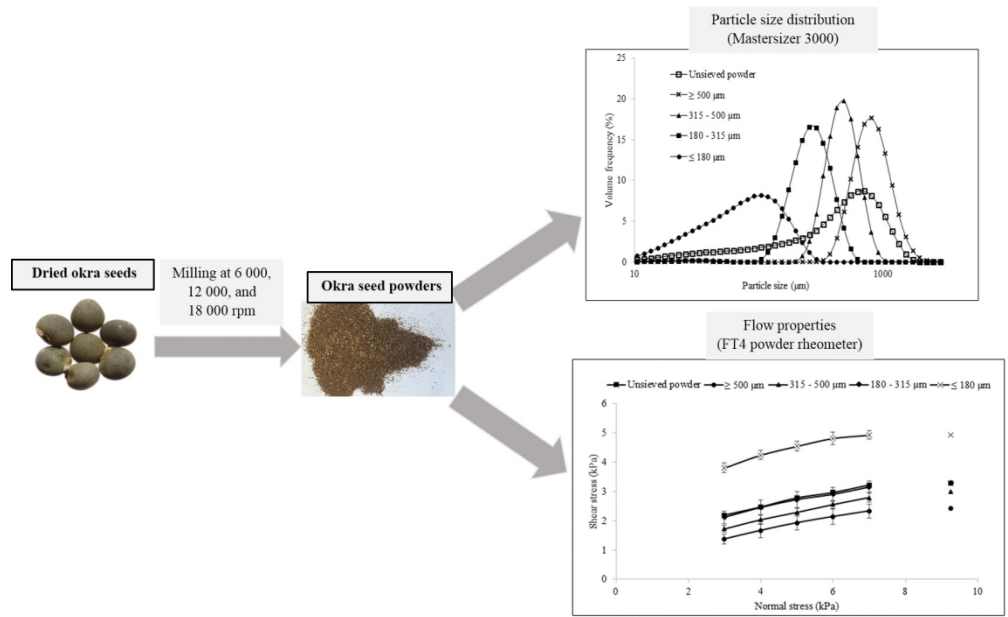 Particle size distribution
(Mastersizer 3000)
25
20
15
10
5
0
Volume frequency (%)
Unsieved powder
≥ 500 µm
315 - 500 µm
180 - 315 µm
≤ 180 µm
10
1000
Particle size (µm)
Dried okra seeds
Milling at 6 000,
12 000, and
18 000 rpm
Okra seed powders
Flow properties
(FT4 powder rheometer)
Unsieved powder ≥ 500 µm 315 - 500 µm 180 - 315 µm ≤ 180 µm
6
5
4
3
2
1
0
Shear stress (kPa)
0 2 4 6 8 10
Normal stress (kPa)